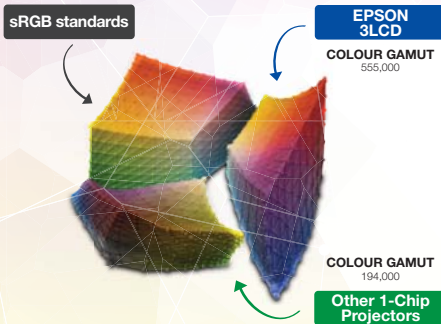 sRGB standards
EPSON
3LCD
COLOUR GAMUT
555,000
COLOUR GAMUT
194,000
Other 1-Chip
Projectors